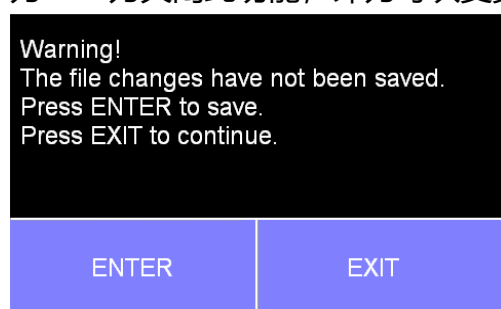 Warning!
The file changes have not been saved.
Press ENTER to save.
Press EXIT to continue.
ENTER
EXIT